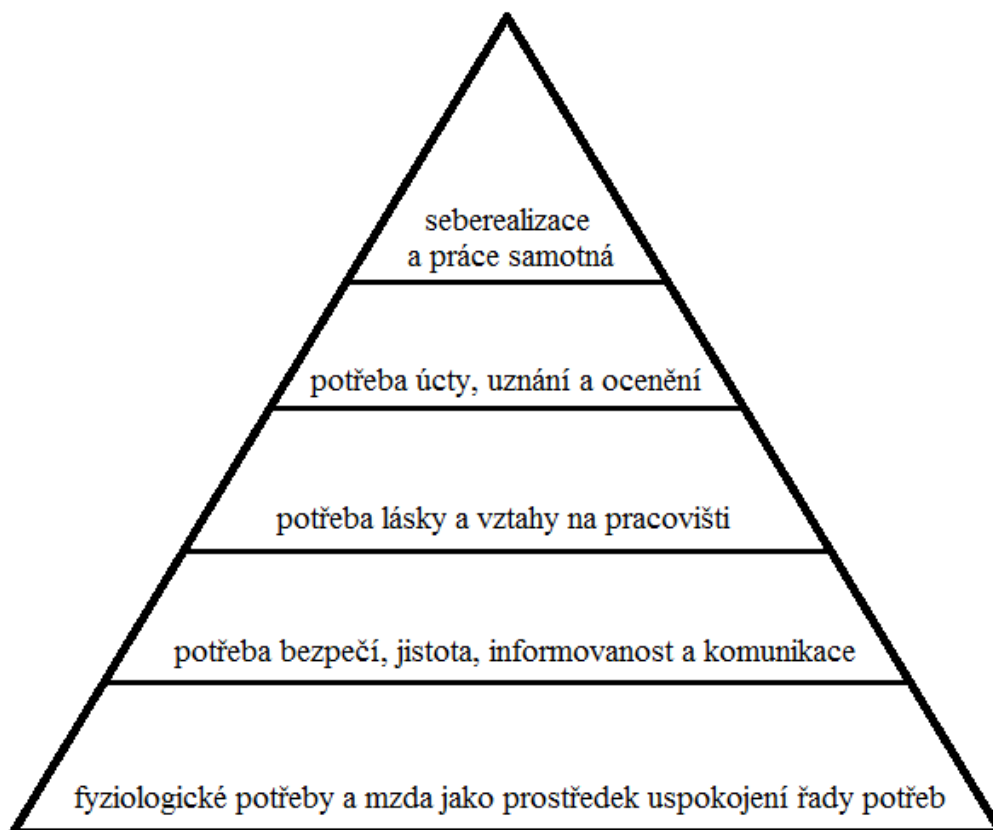 seberealizace
a práce samotná
potřeba úcty, uznání a ocenění
potřeba lásky a vztahy na pracovišti
potřeba bezpečí, jistota, informovanost a komunikace
fyziologické potřeby a mzda jako prostředek uspokojení řady potřeb